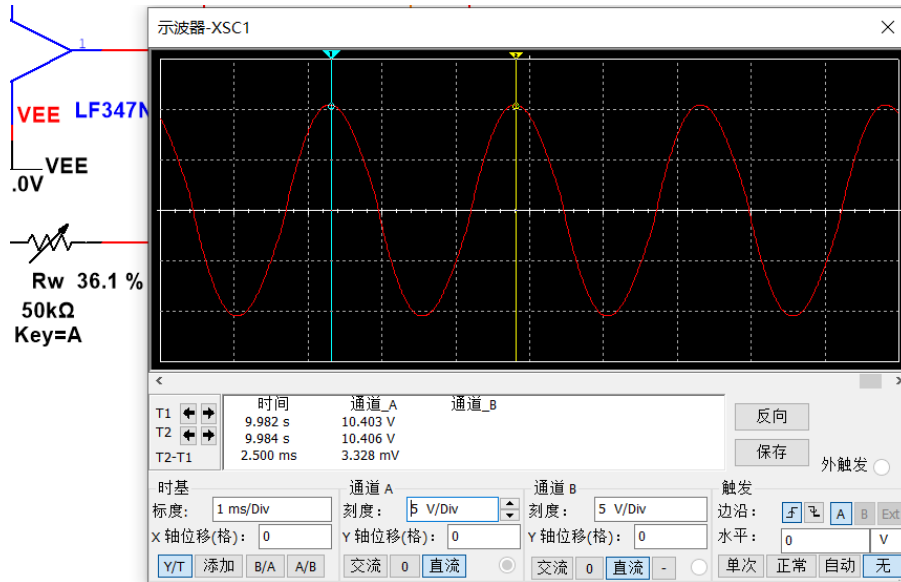 示波器-XSC1
1
VEE LF347N
VEE
.0V
Rw 36.1 %
50kΩ
Key=A
1
2
时间 通道_A 通道_B
T1 9.982 s 10.403 V
T2 9.984 s 10.406 V
T2-T1 2.500 ms 3.328 mV
反向
保存
外触发
时基
标度: 1 ms/Div
X 轴位移(格): 0
Y/T 添加 B/A A/B
通道 A
刻度: 5 V/Div
Y 轴位移(格): 0
交流 0 直流
通道 B
刻度: 5 V/Div
Y 轴位移(格): 0
交流 0 直流 -
触发
边沿: A B Ext
水平: 0 V
单次 正常 自动 无